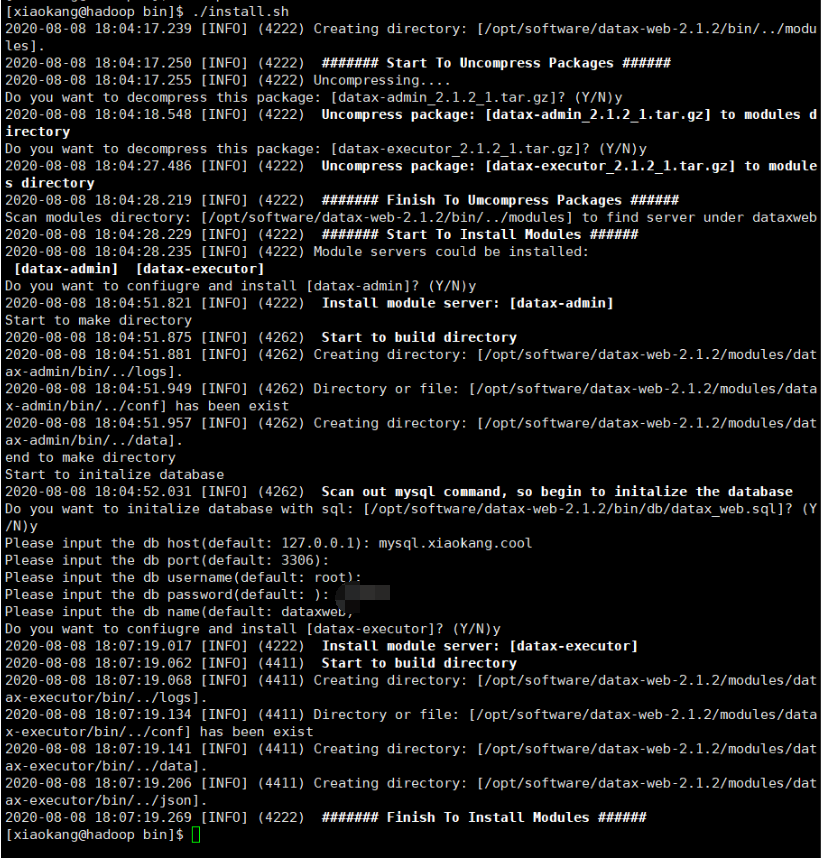 [xiaokang@hadoop bin]$ ./install.sh
2020-08-08 18:04:17.239 [INFO] (4222) Creating directory: [/opt/software/datax-web-2.1.2/bin/../modu
les].
2020-08-08 18:04:17.250 [INFO] (4222)  ####### Start To Uncompress Packages ######
2020-08-08 18:04:17.255 [INFO] (4222) Uncompressing....
Do you want to decompress this package: [datax-admin_2.1.2_1.tar.gz]? (Y/N)y
2020-08-08 18:04:18.548 [INFO] (4222)  Uncompress package: [datax-admin_2.1.2_1.tar.gz] to modules d
irectory
Do you want to decompress this package: [datax-executor_2.1.2_1.tar.gz]? (Y/N)y
2020-08-08 18:04:27.486 [INFO] (4222)  Uncompress package: [datax-executor_2.1.2_1.tar.gz] to module
s directory
2020-08-08 18:04:28.219 [INFO] (4222)  ####### Finish To Umcompress Packages ######
Scan modules directory: [/opt/software/datax-web-2.1.2/bin/../modules] to find server under dataxweb
2020-08-08 18:04:28.229 [INFO] (4222)  ####### Start To Install Modules ######
2020-08-08 18:04:28.235 [INFO] (4222) Module servers could be installed:
 [datax-admin]  [datax-executor]
Do you want to confiugre and install [datax-admin]? (Y/N)y
2020-08-08 18:04:51.821 [INFO] (4222)  Install module server: [datax-admin]
Start to make directory
2020-08-08 18:04:51.875 [INFO] (4262)  Start to build directory
2020-08-08 18:04:51.881 [INFO] (4262) Creating directory: [/opt/software/datax-web-2.1.2/modules/dat
ax-admin/bin/../logs].
2020-08-08 18:04:51.949 [INFO] (4262) Directory or file: [/opt/software/datax-web-2.1.2/modules/data
x-admin/bin/../conf] has been exist
2020-08-08 18:04:51.957 [INFO] (4262) Creating directory: [/opt/software/datax-web-2.1.2/modules/dat
ax-admin/bin/../data].
end to make directory
Start to initalize database
2020-08-08 18:04:52.031 [INFO] (4262)  Scan out mysql command, so begin to initalize the database
Do you want to initalize database with sql: [/opt/software/datax-web-2.1.2/bin/db/datax_web.sql]? (Y
/N)y
Please input the db host(default: 127.0.0.1): mysql.xiaokang.cool
Please input the db port(default: 3306):
Please input the db username(default: root):
Please input the db password(default: ):
Please input the db name(default: dataxweb)
Do you want to confiugre and install [datax-executor]? (Y/N)y
2020-08-08 18:07:19.017 [INFO] (4222)  Install module server: [datax-executor]
2020-08-08 18:07:19.062 [INFO] (4411)  Start to build directory
2020-08-08 18:07:19.068 [INFO] (4411) Creating directory: [/opt/software/datax-web-2.1.2/modules/dat
ax-executor/bin/../logs].
2020-08-08 18:07:19.134 [INFO] (4411) Directory or file: [/opt/software/datax-web-2.1.2/modules/data
x-executor/bin/../conf] has been exist
2020-08-08 18:07:19.141 [INFO] (4411) Creating directory: [/opt/software/datax-web-2.1.2/modules/dat
ax-executor/bin/../data].
2020-08-08 18:07:19.206 [INFO] (4411) Creating directory: [/opt/software/datax-web-2.1.2/modules/dat
ax-executor/bin/../json].
2020-08-08 18:07:19.269 [INFO] (4222)  ####### Finish To Install Modules ######
[xiaokang@hadoop bin]$